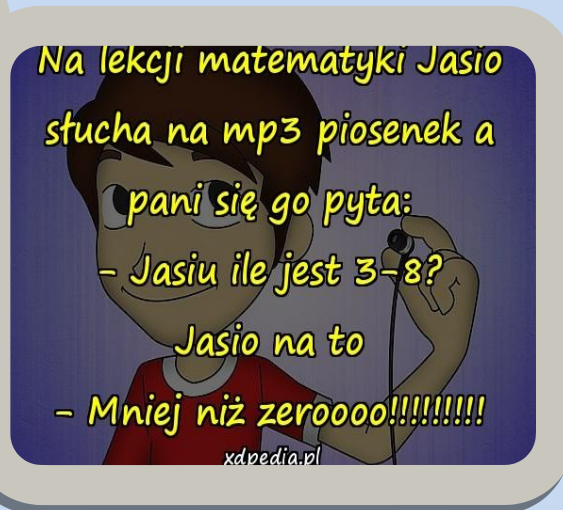 Na lekcji matematyki Jasio
słucha na mp3 piosenek a
pani się go pyta:
- Jasiu ile jest 3-8?
Jasio na to
- Mniej niż zeroooo!!!!!!!!!
xdpedia.pl